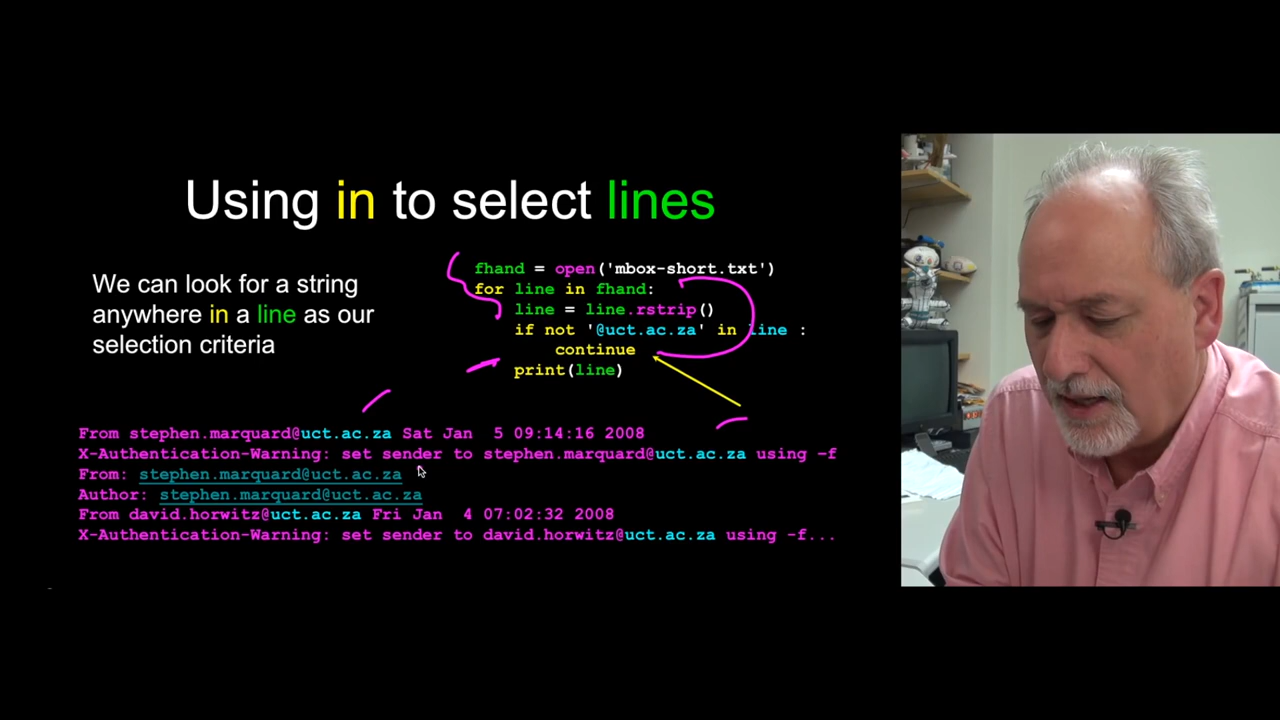 Using in to select lines
We can look for a string
anywhere in a line as our
selection criteria
fhand = open('mbox-short.txt')
for line in fhand:
    line = line.rstrip()
    if not '@uct.ac.za' in line :
        continue
    print(line)
From stephen.marquard@uct.ac.za Sat Jan  5 09:14:16 2008
X-Authentication-Warning: set sender to stephen.marquard@uct.ac.za using -f
From: stephen.marquard@uct.ac.za
Author: stephen.marquard@uct.ac.za
From david.horwitz@uct.ac.za Fri Jan  4 07:02:32 2008
X-Authentication-Warning: set sender to david.horwitz@uct.ac.za using -f...